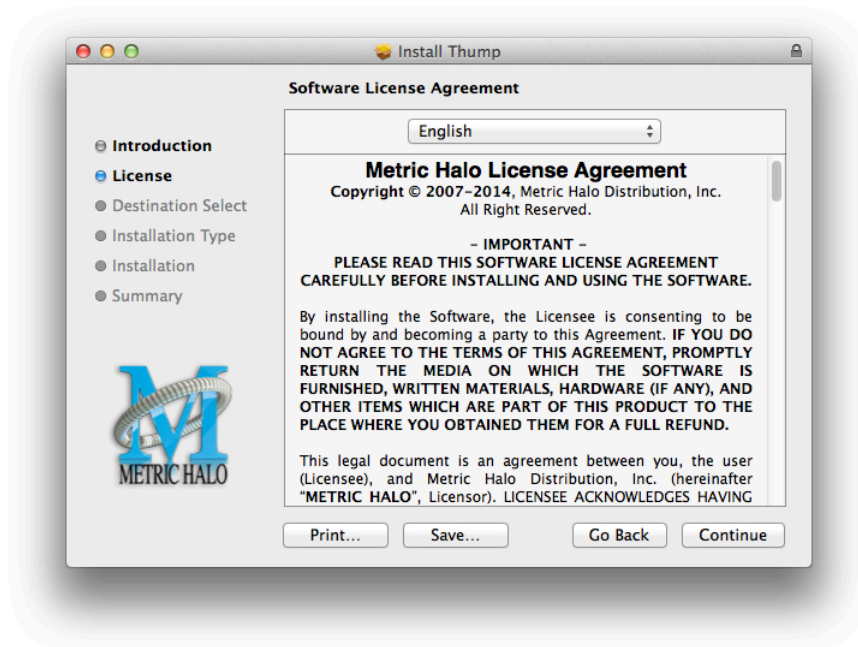 Install Thump
Software License Agreement
Introduction
License
Destination Select
Installation Type
Installation
Summary
METRIC HALO
English
Metric Halo License Agreement
Copyright © 2007–2014, Metric Halo Distribution, Inc.
All Right Reserved.
– IMPORTANT –
PLEASE READ THIS SOFTWARE LICENSE AGREEMENT
CAREFULLY BEFORE INSTALLING AND USING THE SOFTWARE.
By installing the Software, the Licensee is consenting to be
bound by and becoming a party to this Agreement. IF YOU DO
NOT AGREE TO THE TERMS OF THIS AGREEMENT, PROMPTLY
RETURN THE MEDIA ON WHICH THE SOFTWARE IS
FURNISHED, WRITTEN MATERIALS, HARDWARE (IF ANY), AND
OTHER ITEMS WHICH ARE PART OF THIS PRODUCT TO THE
PLACE WHERE YOU OBTAINED THEM FOR A FULL REFUND.
This legal document is an agreement between you, the user
(Licensee), and Metric Halo Distribution, Inc. (hereinafter
"METRIC HALO", Licensor). LICENSEE ACKNOWLEDGES HAVING
Print...
Save...
Go Back
Continue